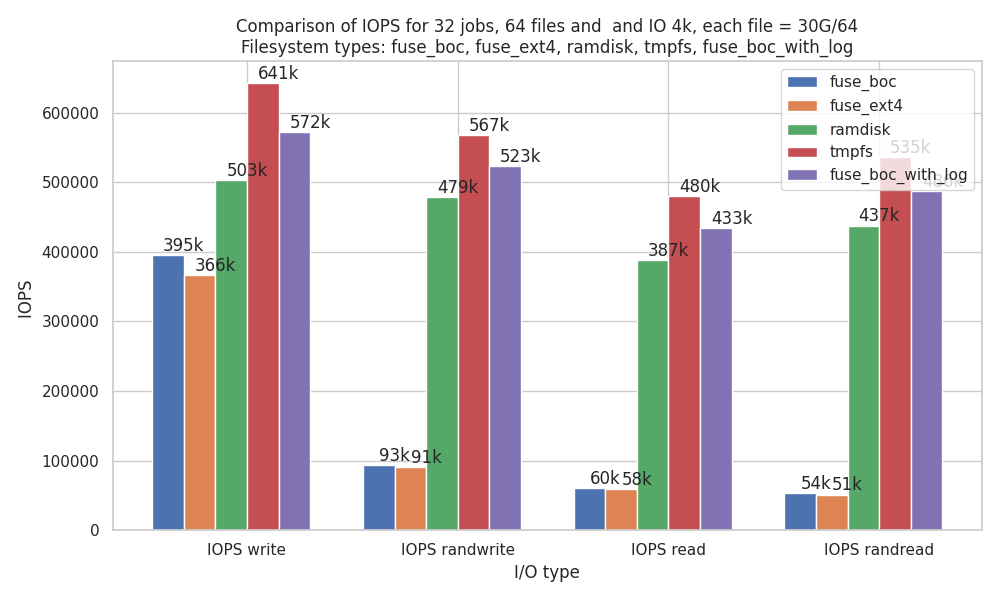 Comparison of IOPS for 32 jobs, 64 files and  and IO 4k, each file = 30G/64
Filesystem types: fuse_boc, fuse_ext4, ramdisk, tmpfs, fuse_boc_with_log
641k
fuse_boc
fuse_ext4
ramdisk
tmpfs
fuse_boc_with_log
600000
572k
567k
535k
503k
523k
500000
479k
480k
395k
366k
433k
437k
400000
387k
IOPS
300000
200000
100000
93k
91k
60k
58k
54k
51k
0
IOPS write
IOPS randwrite
IOPS read
IOPS randread
I/O type